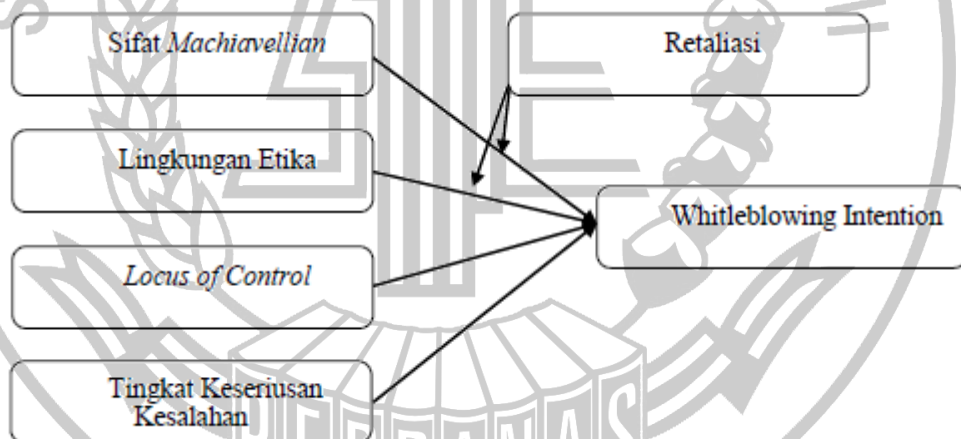 Sifat Machiavellian
Retaliasi
Lingkungan Etika
Whitleblowing Intention
Locus of Control
Tingkat Keseriusan
Kesalahan